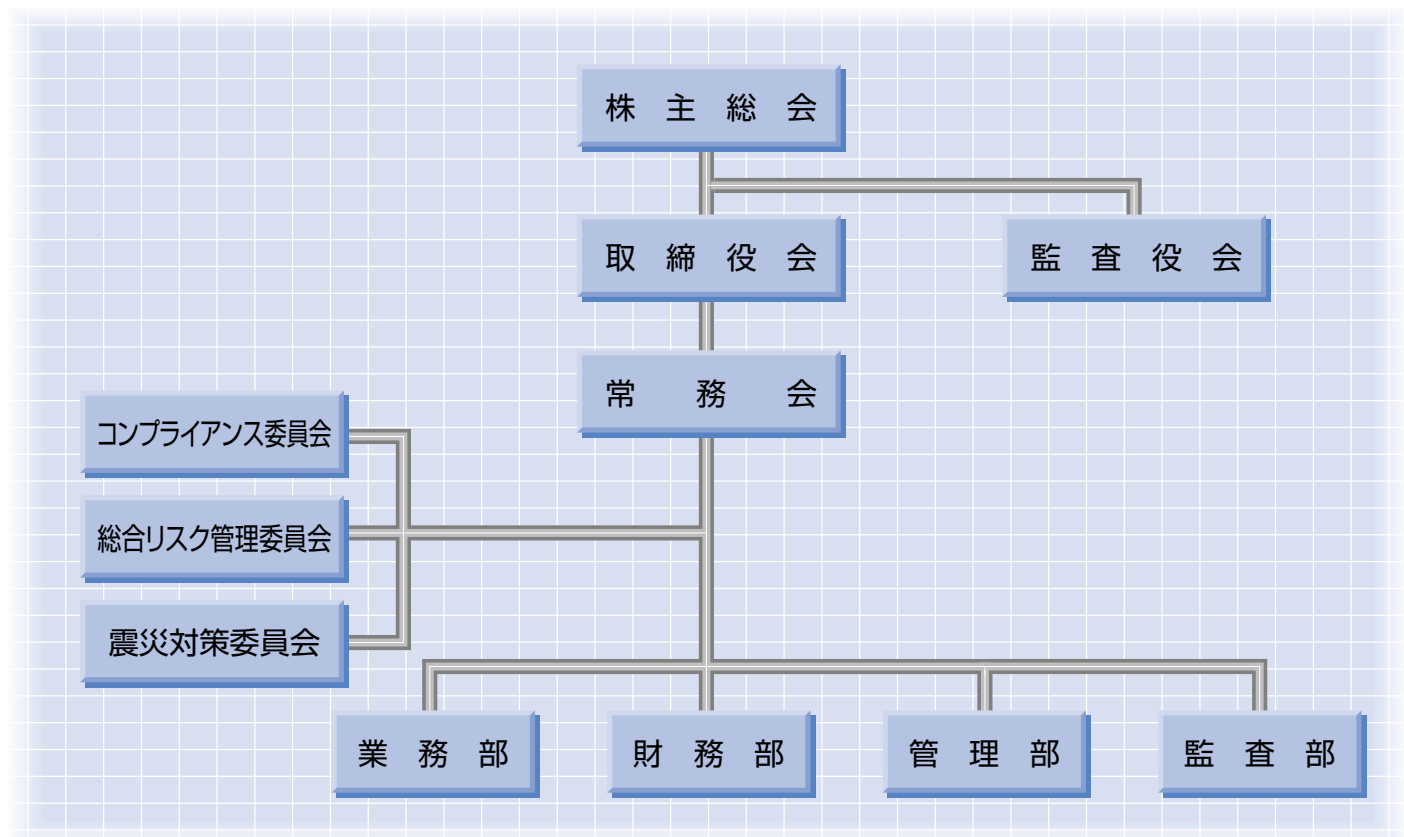 株主総会
取締役会
監査役会
常務会
コンプライアンス委員会
総合リスク管理委員会
震災対策委員会
業務部
財務部
管理部
監査部